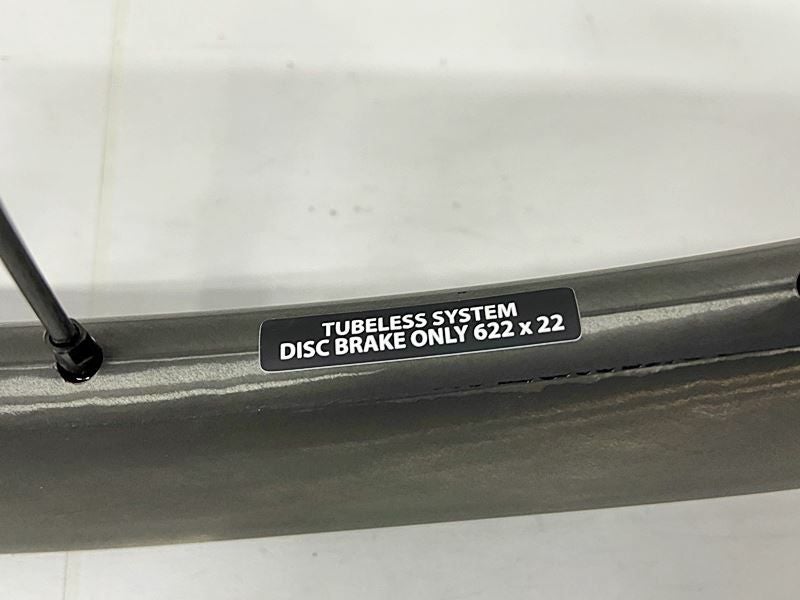 TUBELESS SYSTEM
DISC BRAKE ONLY 622 x 22